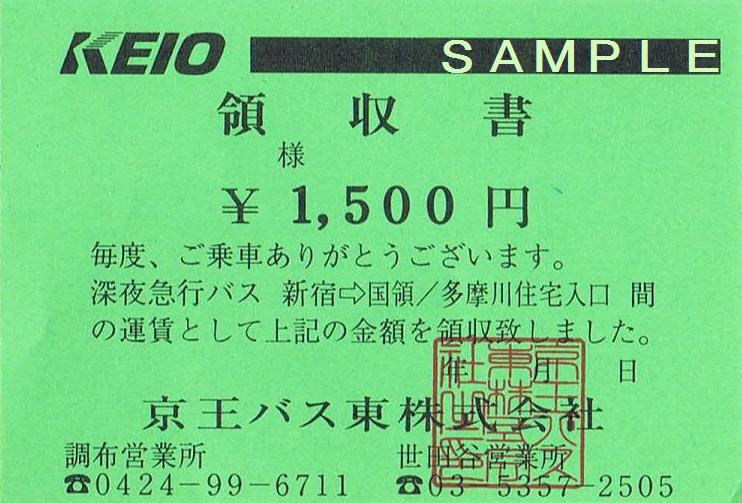 KEIO SAMPLE
領収書
様
¥ 1,500 円
毎度、ご乗車ありがとうございます。
深夜急行バス 新宿⇨国領／多摩川住宅入口 間
の運賃として上記の金額を領収致しました。
年 月 日
京王バス東株式会社
調布営業所 世田谷営業所
☎0424-99-6711 ☎03-5357-2505